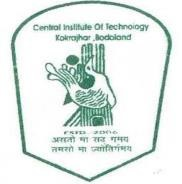 Central Institute Of Technology
Kokrajhar ,Bodoland
ESTD. 2006
असतो मा सद गमय
तमसो मा ज्योतिर्गमय